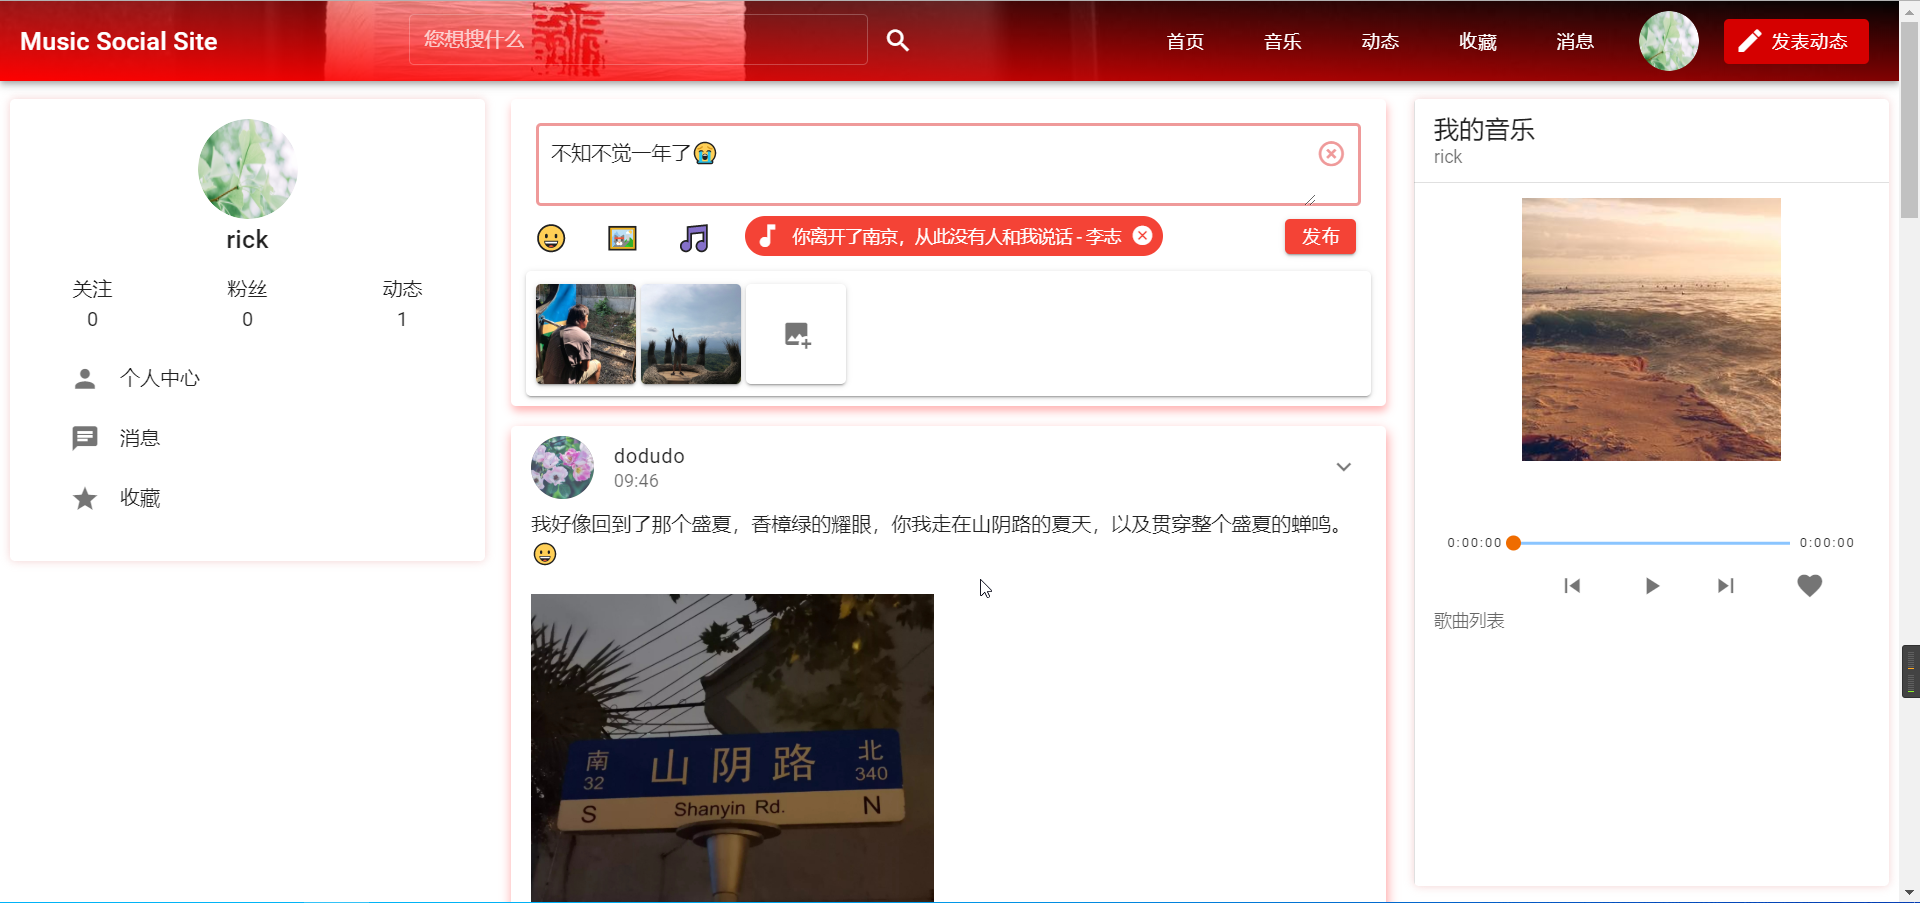 Music Social Site
您想搜什么
首页
音乐
动态
收藏
消息
发表动态
rick
关注
粉丝
动态
0
0
1
个人中心
消息
收藏
不知不觉一年了😭
你离开了南京，从此没有人和我说话 - 李志
发布
dodudo
09:46
我好像回到了那个盛夏，香樟绿的耀眼，你我走在山阴路的夏天，以及贯穿整个盛夏的蝉鸣。
😀
南 山阴路 北
32 340
S Shanyin Rd. N
我的音乐
rick
0:00:00
0:00:00
歌曲列表